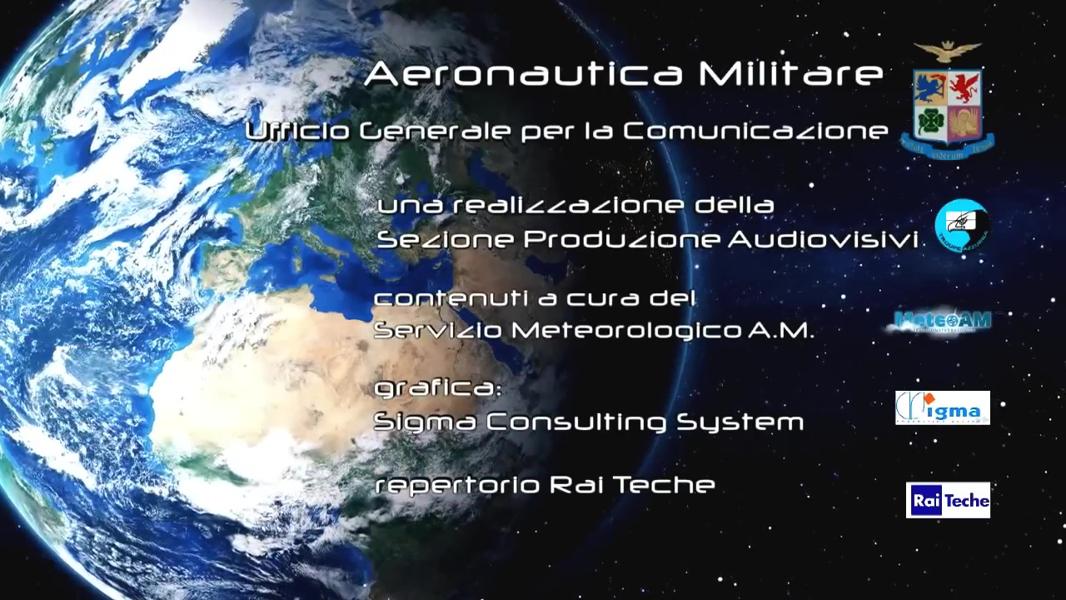 Aeronautica Militare
Ufficio Generale per la Comunicazione
una realizzazione della
Sezione Produzione Audiovisivi
contenuti a cura del
Servizio Meteorologico A.M.
MeteoAM
grafica:
Sigma Consulting System
igma
repertorio Rai Teche
Rai Teche